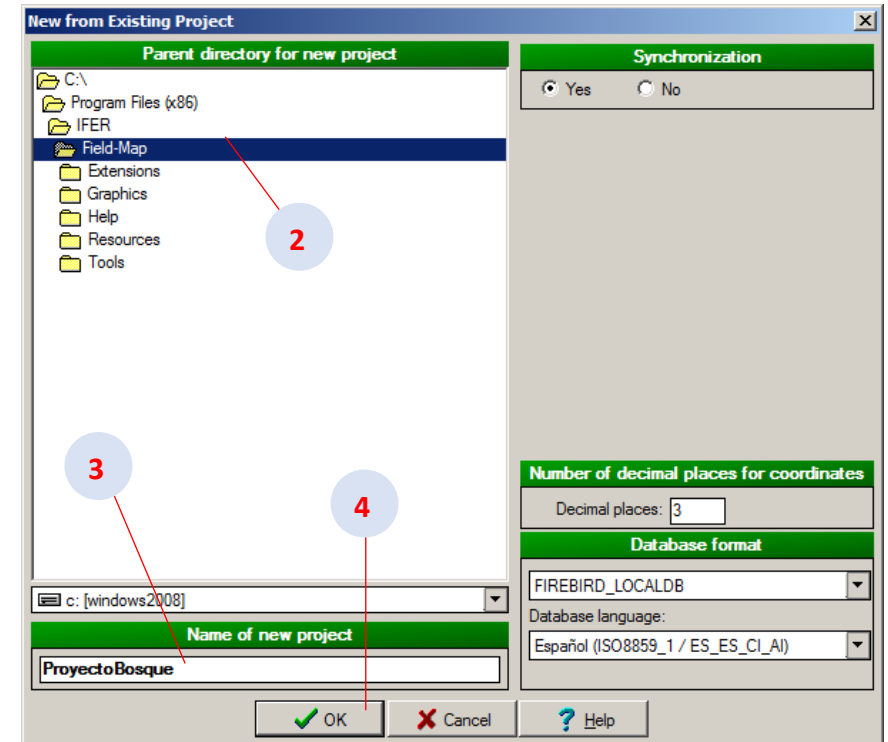 New from Existing Project
Parent directory for new project
C:\
Program Files (x86)
IFER
Field-Map
Extensions
Graphics
Help
Resources
Tools
2
3
4
c: [windows2008]
Name of new project
ProyectoBosque
Synchronization
Yes No
Number of decimal places for coordinates
Decimal places: 3
Database format
FIREBIRD_LOCALDB
Database language:
Español (ISO8859_1 / ES_ES_CI_AI)
OK Cancel Help